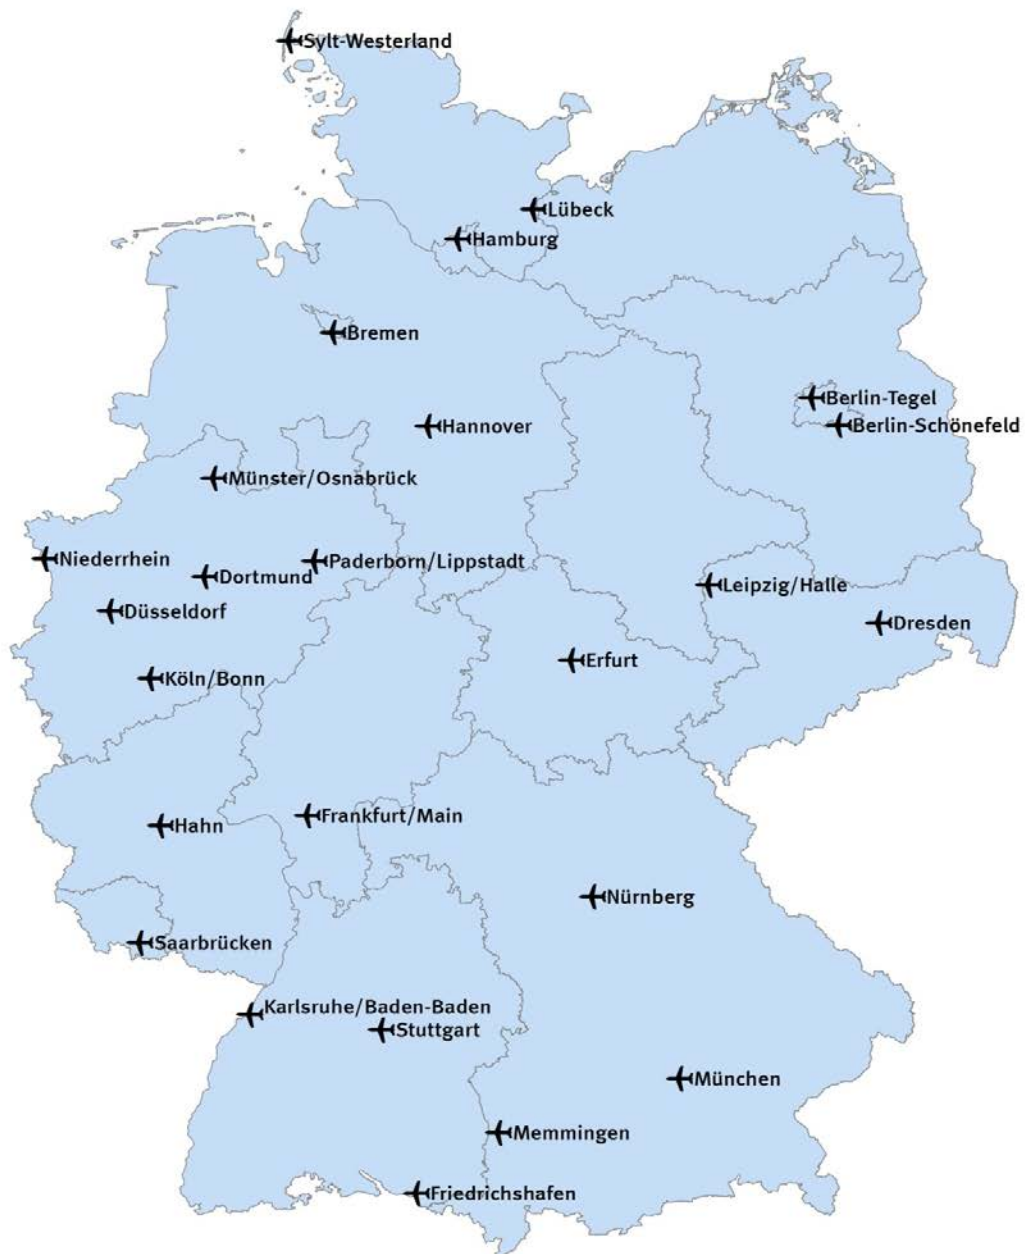 Sylt-Westerland
Lübeck
Hamburg
Bremen
Berlin-Tegel
Berlin-Schönefeld
Hannover
Münster/Osnabrück
Niederrhein
Paderborn/Lippstadt
Dortmund
Leipzig/Halle
Düsseldorf
Dresden
Erfurt
Köln/Bonn
Frankfurt/Main
Hahn
Nürnberg
Saarbrücken
Karlsruhe/Baden-Baden
Stuttgart
München
Memmingen
Friedrichshafen